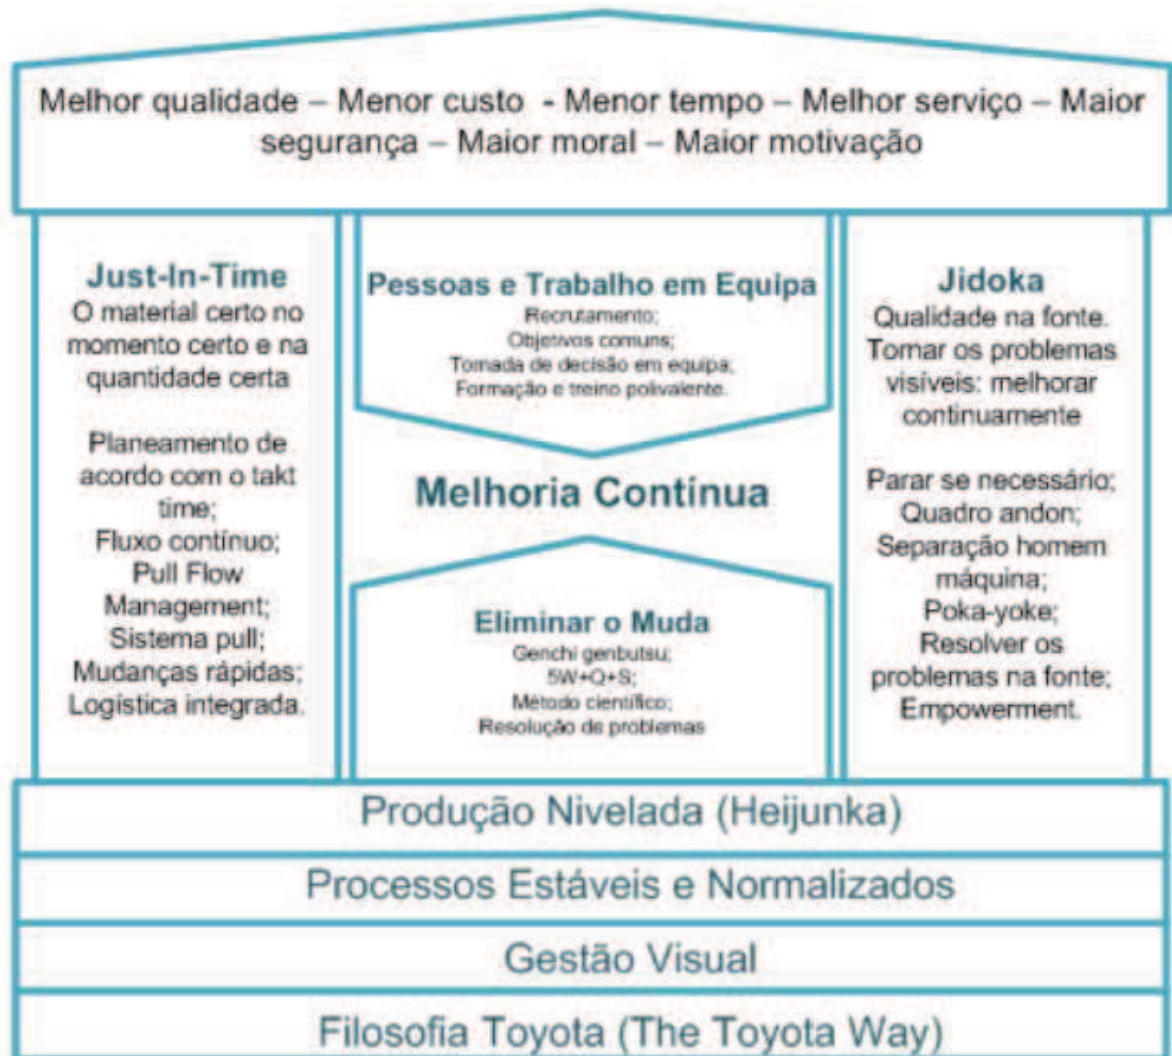 Melhor qualidade – Menor custo - Menor tempo – Melhor serviço – Maior
segurança – Maior moral – Maior motivação
Just-In-Time
O material certo no
momento certo e na
quantidade certa
Planeamento de
acordo com o takt
time;
Fluxo contínuo;
Pull Flow
Management;
Sistema pull;
Mudanças rápidas;
Logística integrada.
Pessoas e Trabalho em Equipa
Recrutamento;
Objetivos comuns;
Tomada de decisão em equipa;
Formação e treino polivalente.
Melhoria Contínua
Eliminar o Muda
Genchi genbutsu;
5W+Q+S;
Método científico;
Resolução de problemas
Jidoka
Qualidade na fonte.
Tornar os problemas
visíveis: melhorar
continuamente
Parar se necessário;
Quadro andon;
Separação homem
máquina;
Poka-yoke;
Resolver os
problemas na fonte;
Empowerment.
Produção Nivelada (Heijunka)
Processos Estáveis e Normalizados
Gestão Visual
Filosofia Toyota (The Toyota Way)